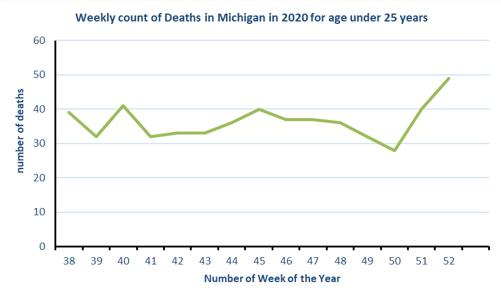 Weekly count of Deaths in Michigan in 2020 for age under 25 years
60
50
40
30
20
10
0
number of deaths
38 39 40 41 42 43 44 45 46 47 48 49 50 51 52
Number of Week of the Year